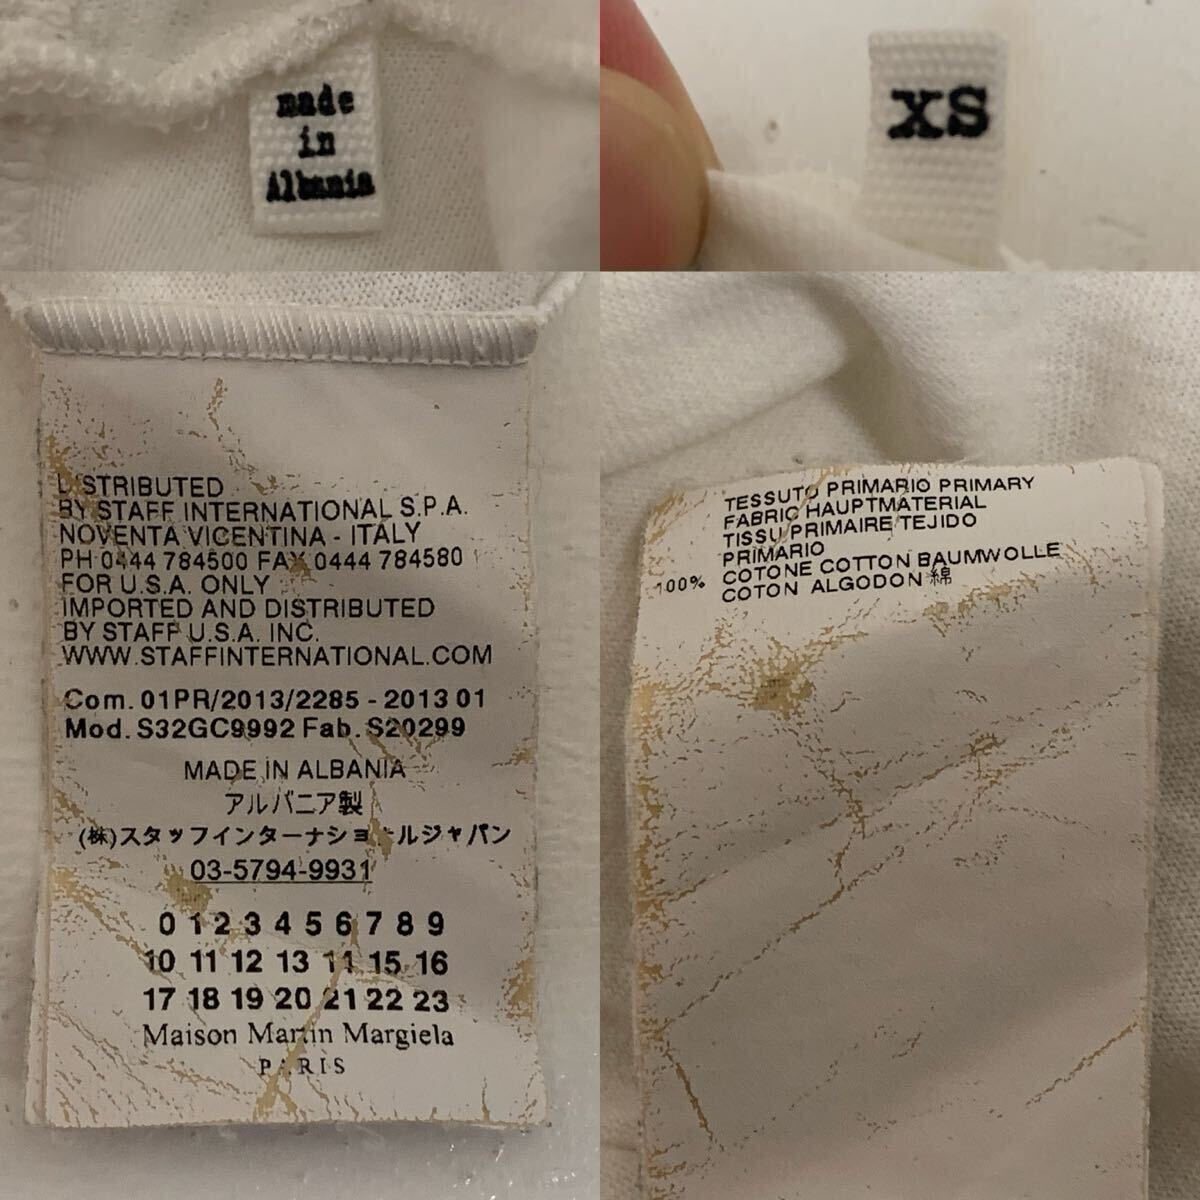 made
in
Albania
XS
DISTRIBUTED
BY STAFF INTERNATIONAL S.P.A.
NOVENTA VICENTINA - ITALY
PH 0444 784500 FAX 0444 784580
FOR U.S.A. ONLY
IMPORTED AND DISTRIBUTED
BY STAFF U.S.A. INC.
WWW.STAFFINTERNATIONAL.COM
Com. 01PR/2013/2285 - 2013 01
Mod. S32GC9992 Fab. S20299
MADE IN ALBANIA
アルバニア製
(株)スタッフインターナショナルジャパン
03-5794-9931
0 1 2 3 4 5 6 7 8 9
10 11 12 13 14 15 16
17 18 19 20 21 22 23
Maison Martin Margiela
PARIS
TESSUTO PRIMARIO PRIMARY
FABRIC HAUPTMATERIAL
TISSU PRIMAIRE TEJIDO
PRIMARIO
100% COTONE COTTON BAUMWOLLE
COTON ALGODON 綿